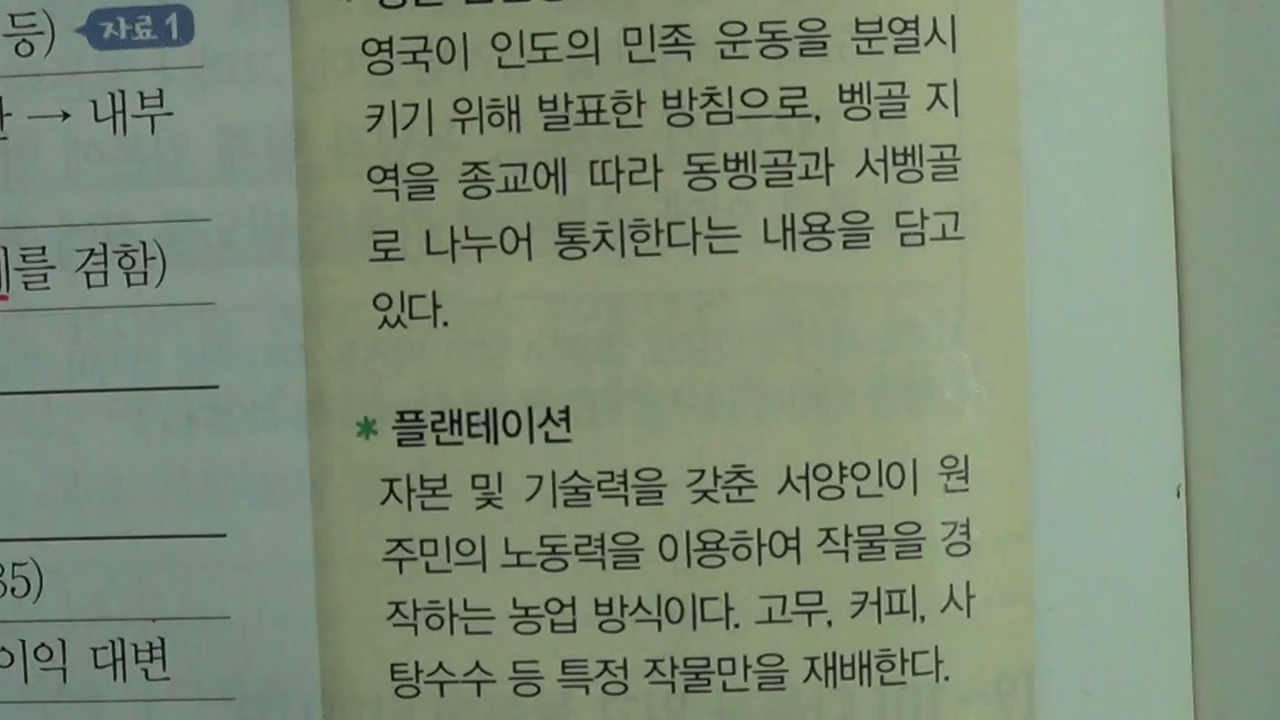 등) 자료 1
→ 내부
를 겸함)
35)
이익 대변
영국이 인도의 민족 운동을 분열시
키기 위해 발표한 방침으로, 벵골 지
역을 종교에 따라 동벵골과 서벵골
로 나누어 통치한다는 내용을 담고
있다.
* 플랜테이션
자본 및 기술력을 갖춘 서양인이 원
주민의 노동력을 이용하여 작물을 경
작하는 농업 방식이다. 고무, 커피, 사
탕수수 등 특정 작물만을 재배한다.